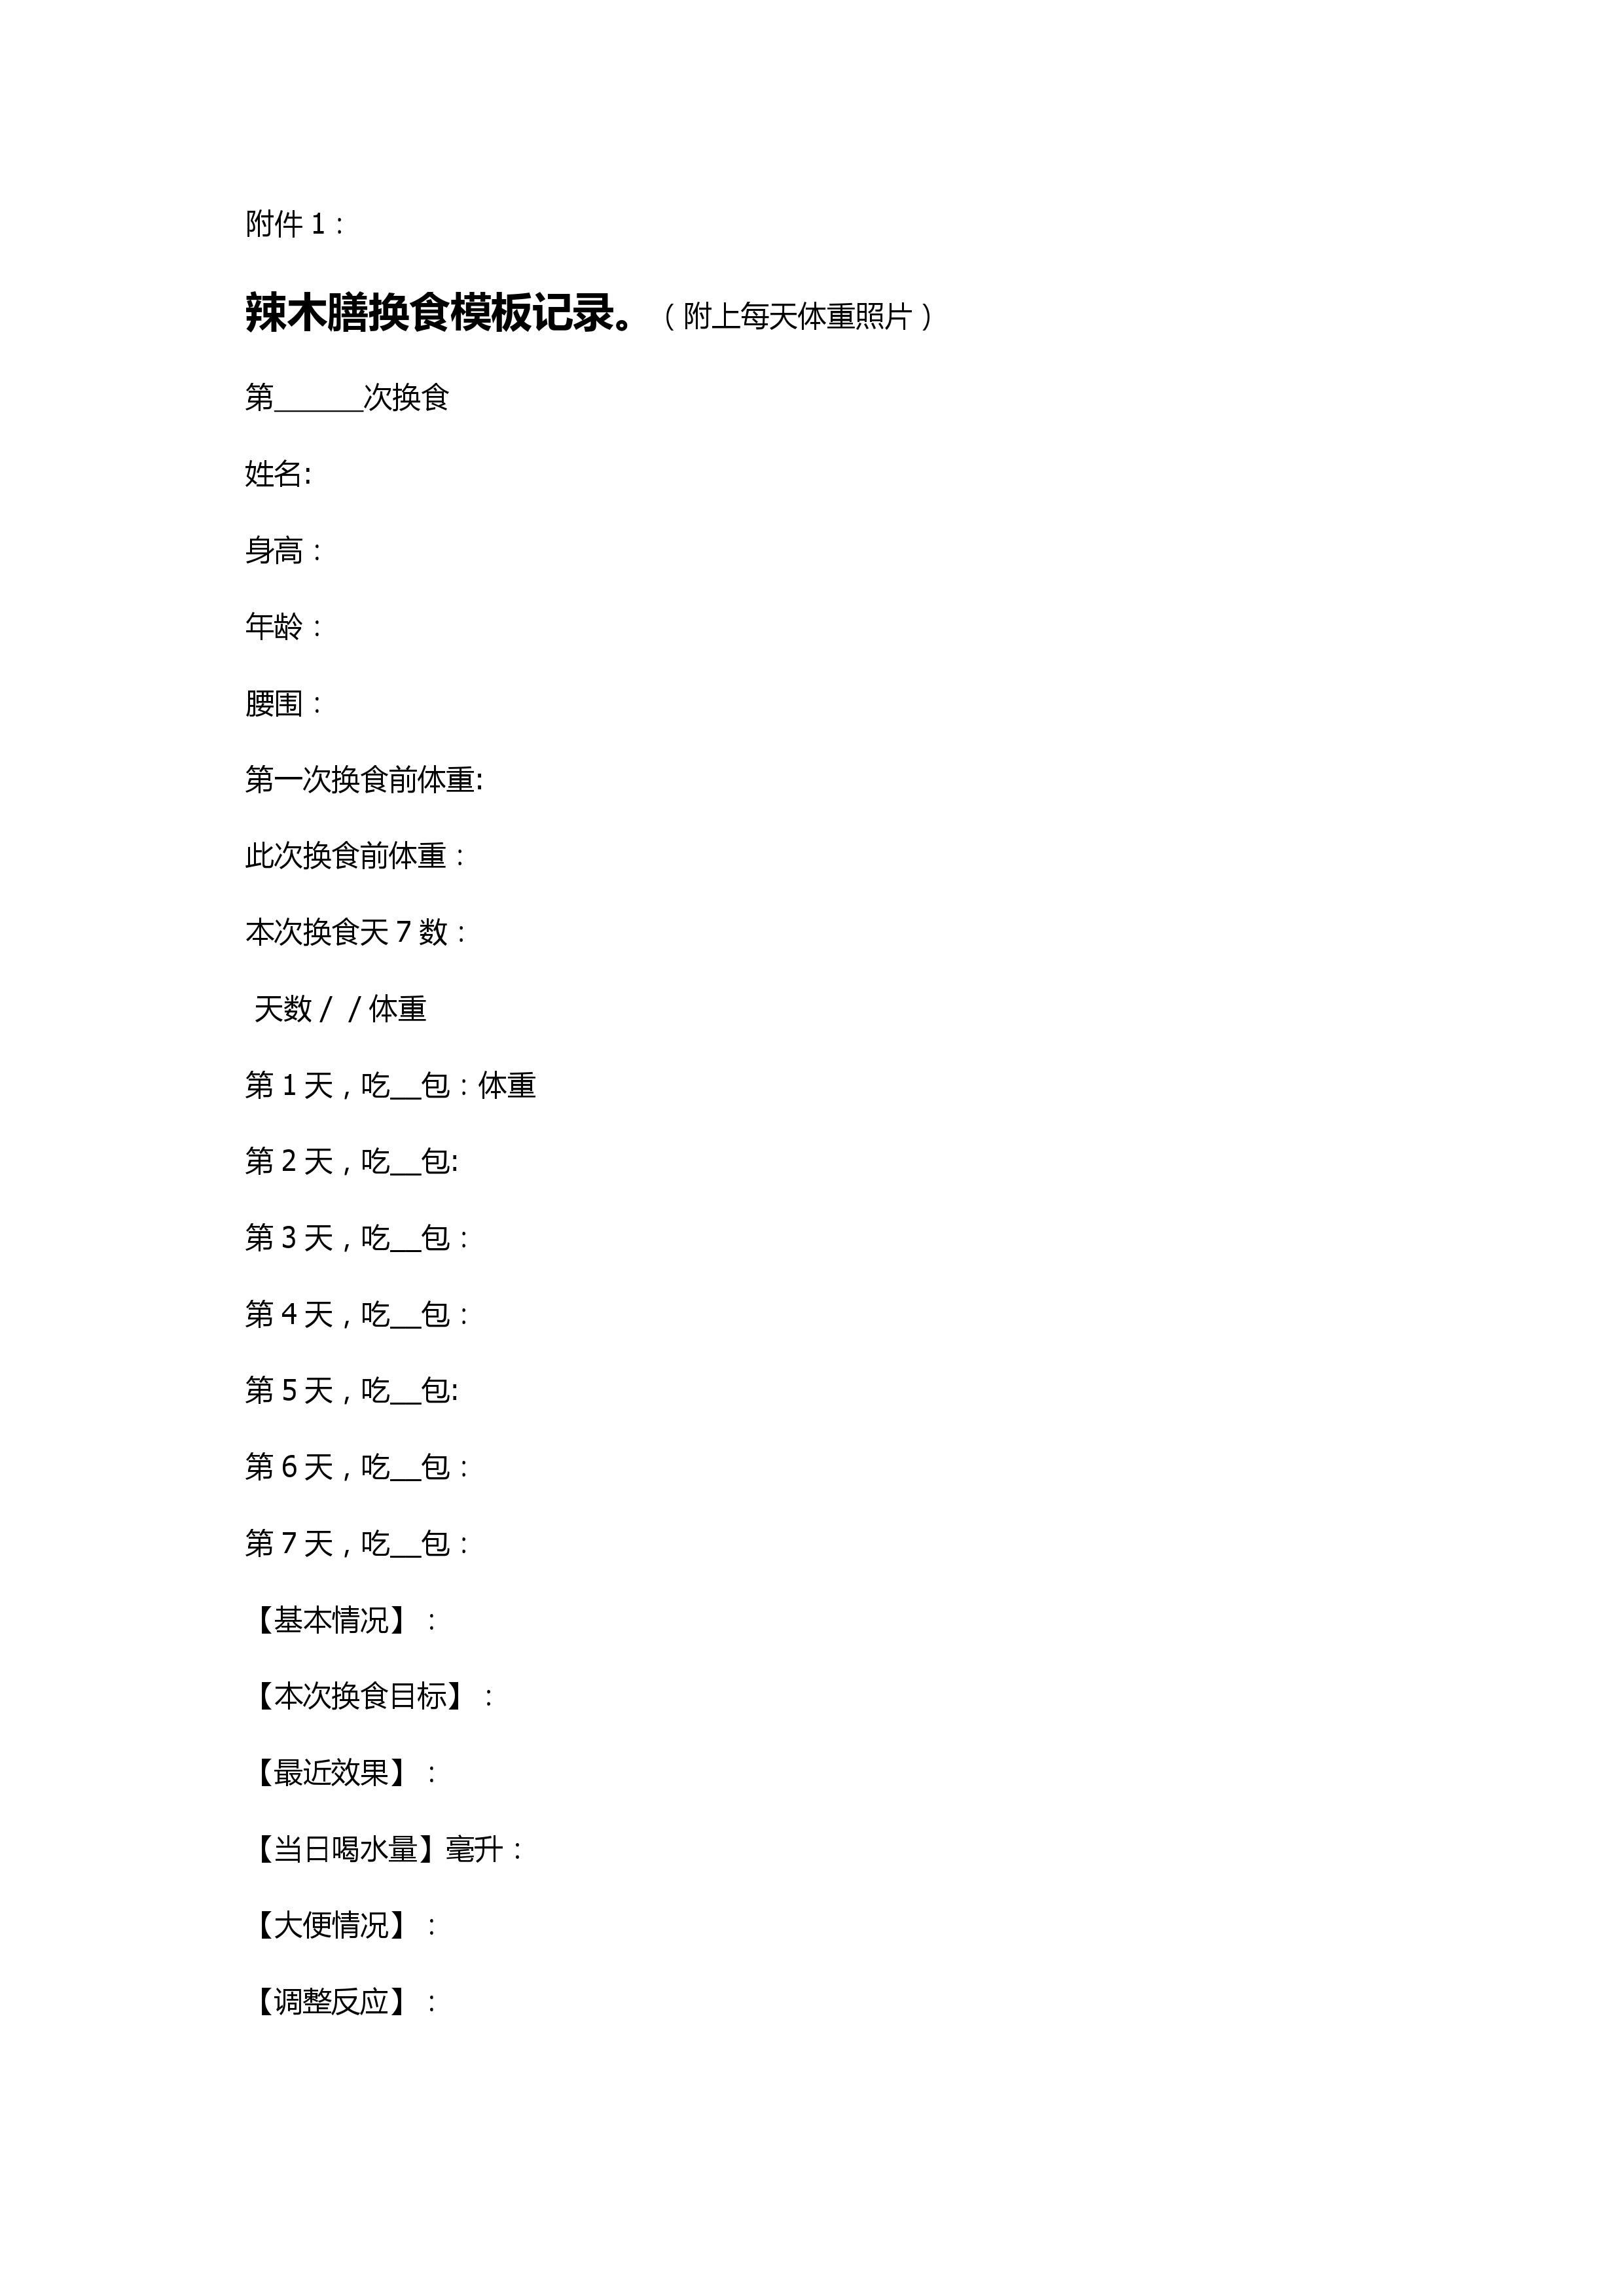 附件 1：
辣木膳换食模板记录。（附上每天体重照片）
第______次换食
姓名:
身高：
年龄：
腰围：
第一次换食前体重:
此次换食前体重：
本次换食天 7 数：
天数 / / 体重
第 1 天，吃__包：体重
第 2 天，吃__包:
第 3 天，吃__包：
第 4 天，吃__包：
第 5 天，吃__包:
第 6 天，吃__包：
第 7 天，吃__包：
【基本情况】：
【本次换食目标】：
【最近效果】：
【当日喝水量】毫升：
【大便情况】：
【调整反应】：